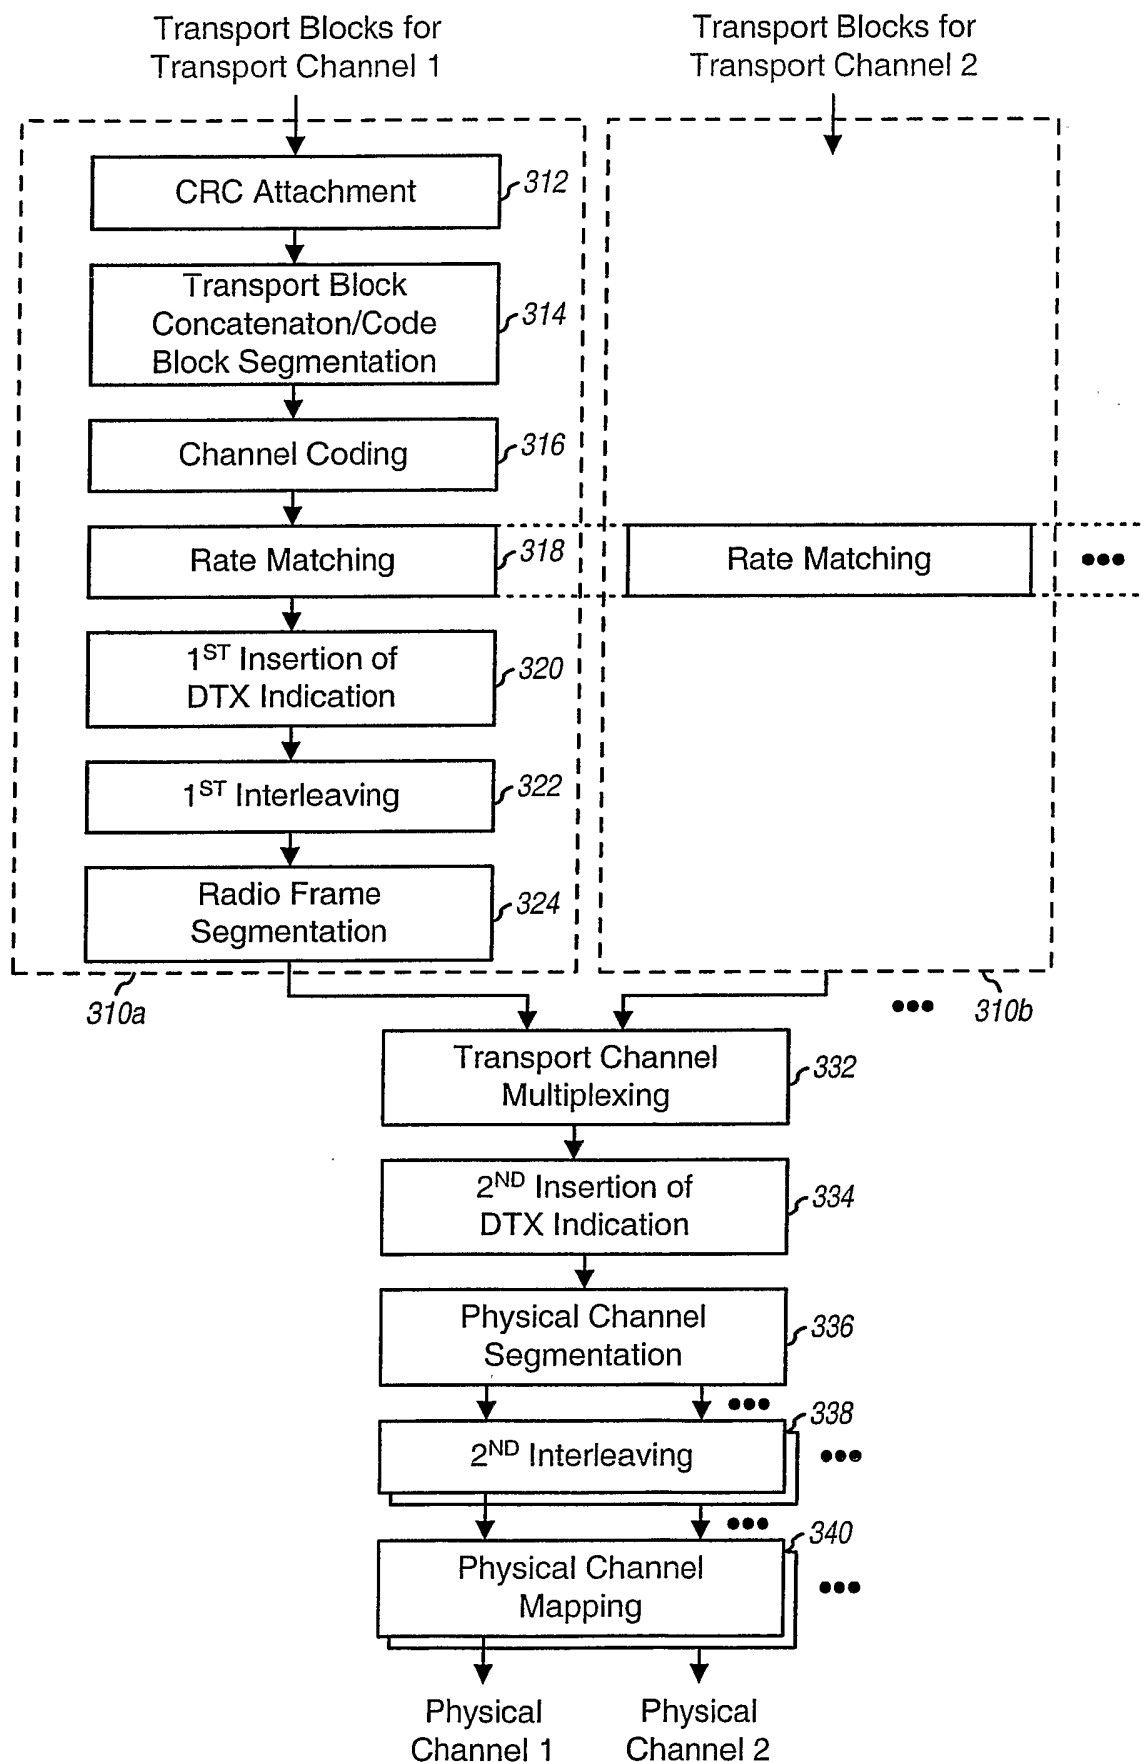 Transport Blocks for
Transport Channel 1
Transport Blocks for
Transport Channel 2
CRC Attachment
312
Transport Block
Concatenaton/Code
Block Segmentation
314
Channel Coding
316
Rate Matching
318
Rate Matching
1ST Insertion of
DTX Indication
320
1ST Interleaving
322
Radio Frame
Segmentation
324
310a
310b
Transport Channel
Multiplexing
332
2ND Insertion of
DTX Indication
334
Physical Channel
Segmentation
336
2ND Interleaving
338
Physical Channel
Mapping
340
Physical
Channel 1
Physical
Channel 2